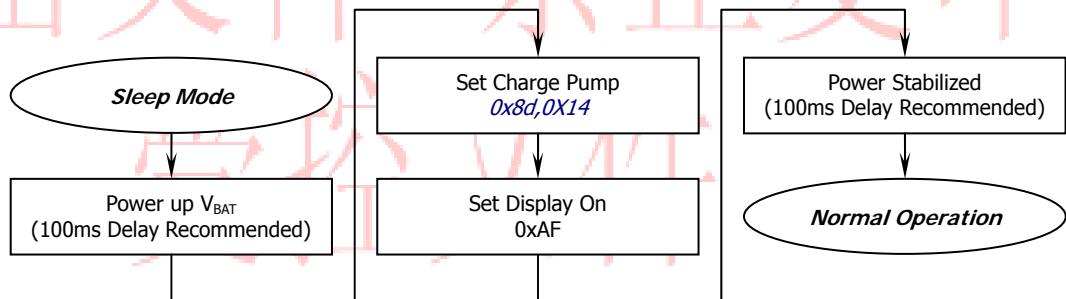 Sleep Mode
Power up VBAT
(100ms Delay Recommended)
Set Charge Pump
0x8d,0X14
Set Display On
0xAF
Power Stabilized
(100ms Delay Recommended)
Normal Operation